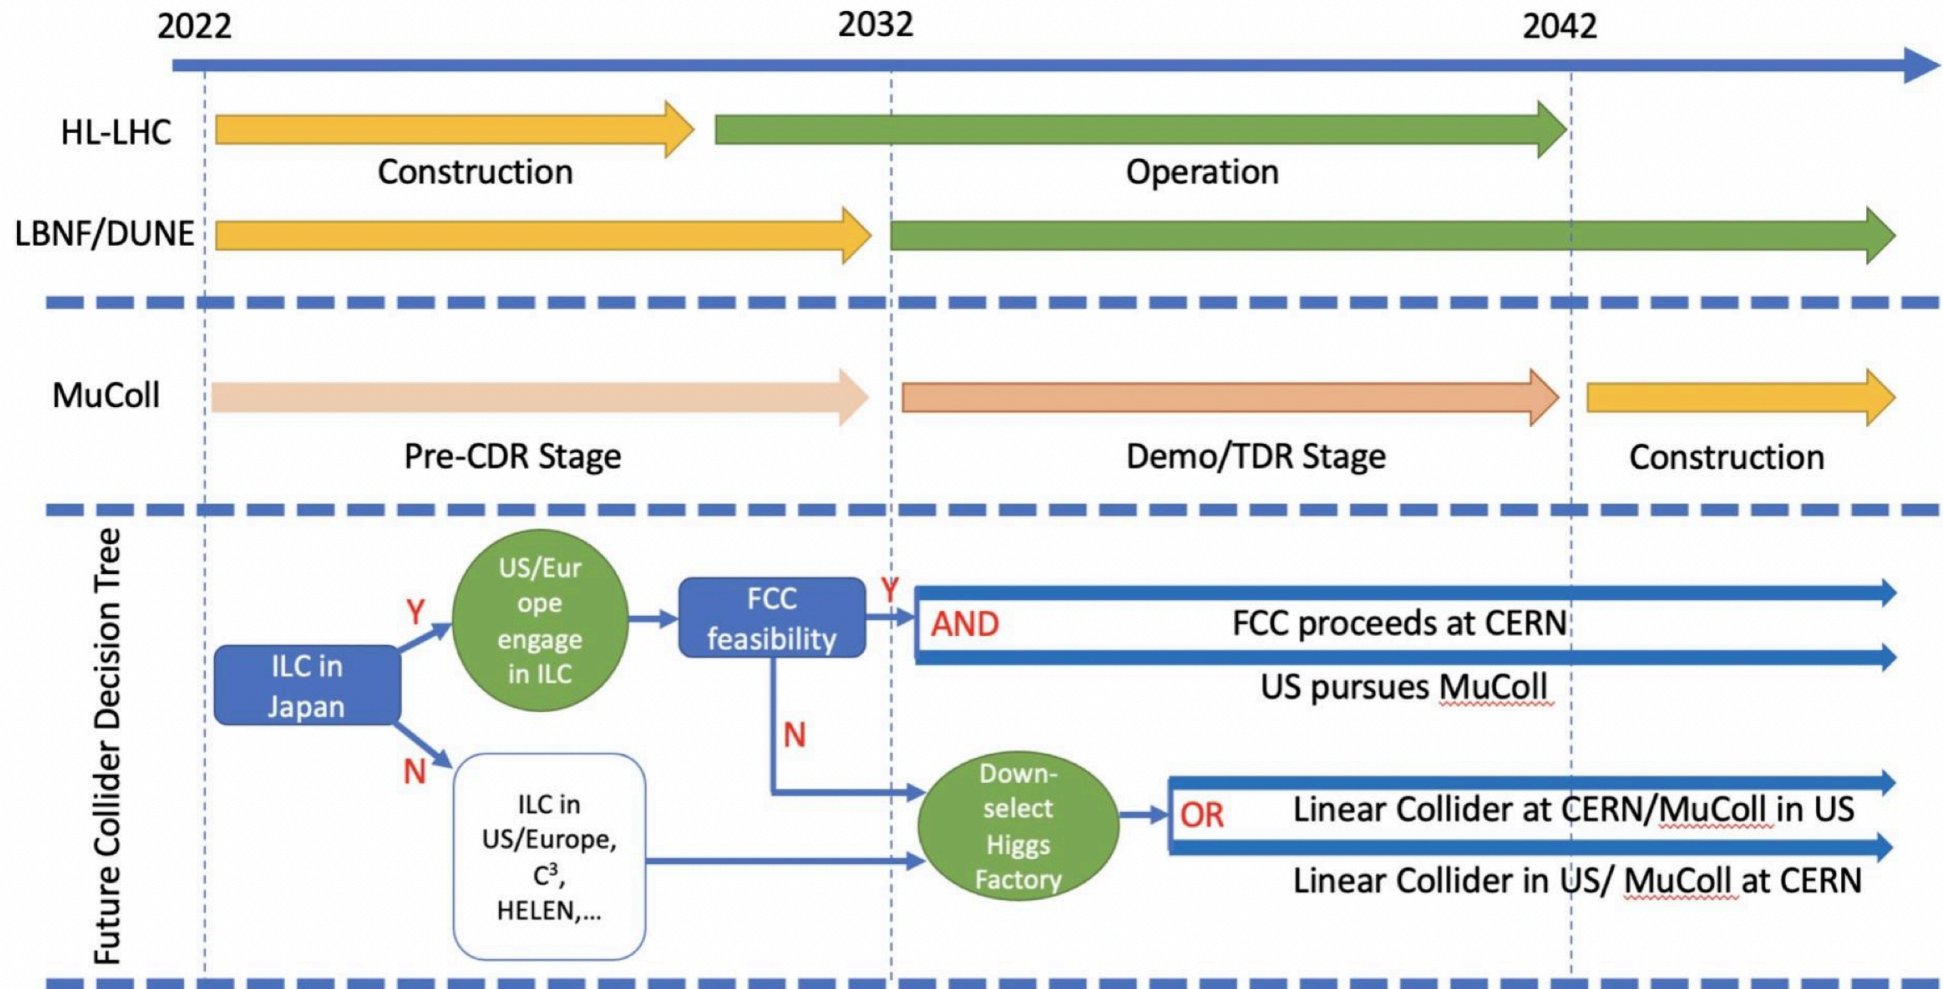 2022
2032
2042
HL-LHC
Construction
Operation
LBNF/DUNE
MuColl
Pre-CDR Stage
Demo/TDR Stage
Construction
Future Collider Decision Tree
ILC in
Japan
Y
N
US/Eur
ope
engage
in ILC
FCC
feasibility
Y
N
AND
FCC proceeds at CERN
US pursues MuColl
ILC in
US/Europe,
C³,
HELEN,...
Down-
select
Higgs
Factory
OR
Linear Collider at CERN/MuColl in US
Linear Collider in US/ MuColl at CERN